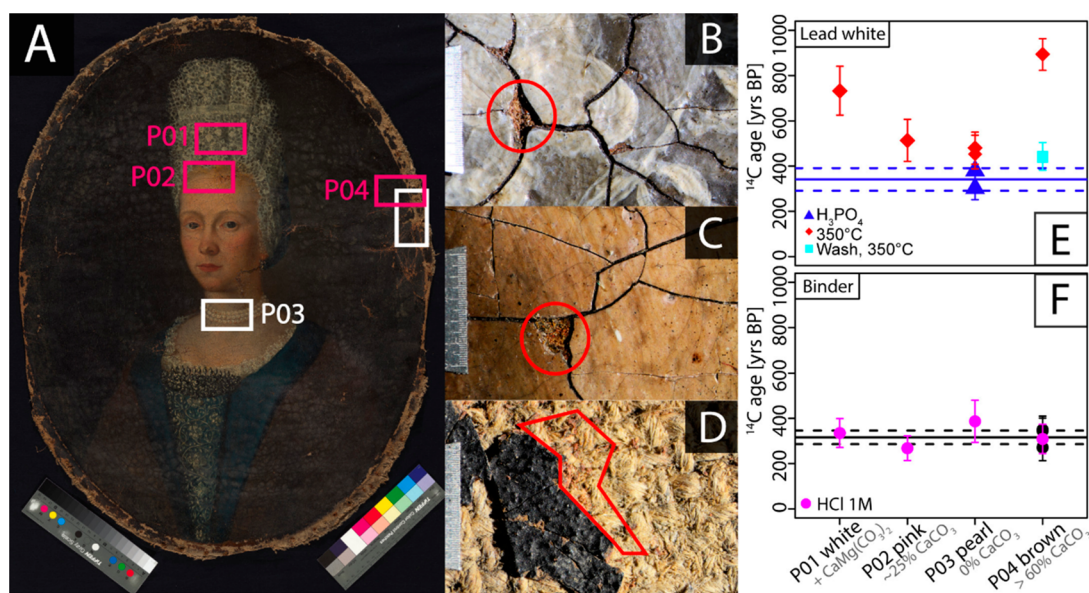 A
P01
P02
P04
P03
B
C
D
¹⁴C age [yrs BP]
1000
800
600
400
200
0
Lead white
H₃PO₄
350°C
Wash, 350°C
E
¹⁴C age [yrs BP]
1000
800
600
400
200
0
Binder
F
HCl 1M
P01 white
+ CaMg(CO₃)₂
P02 pink
~25% CaCO₃
P03 pearl
0% CaCO₃
P04 brown
> 60% CaCO₃